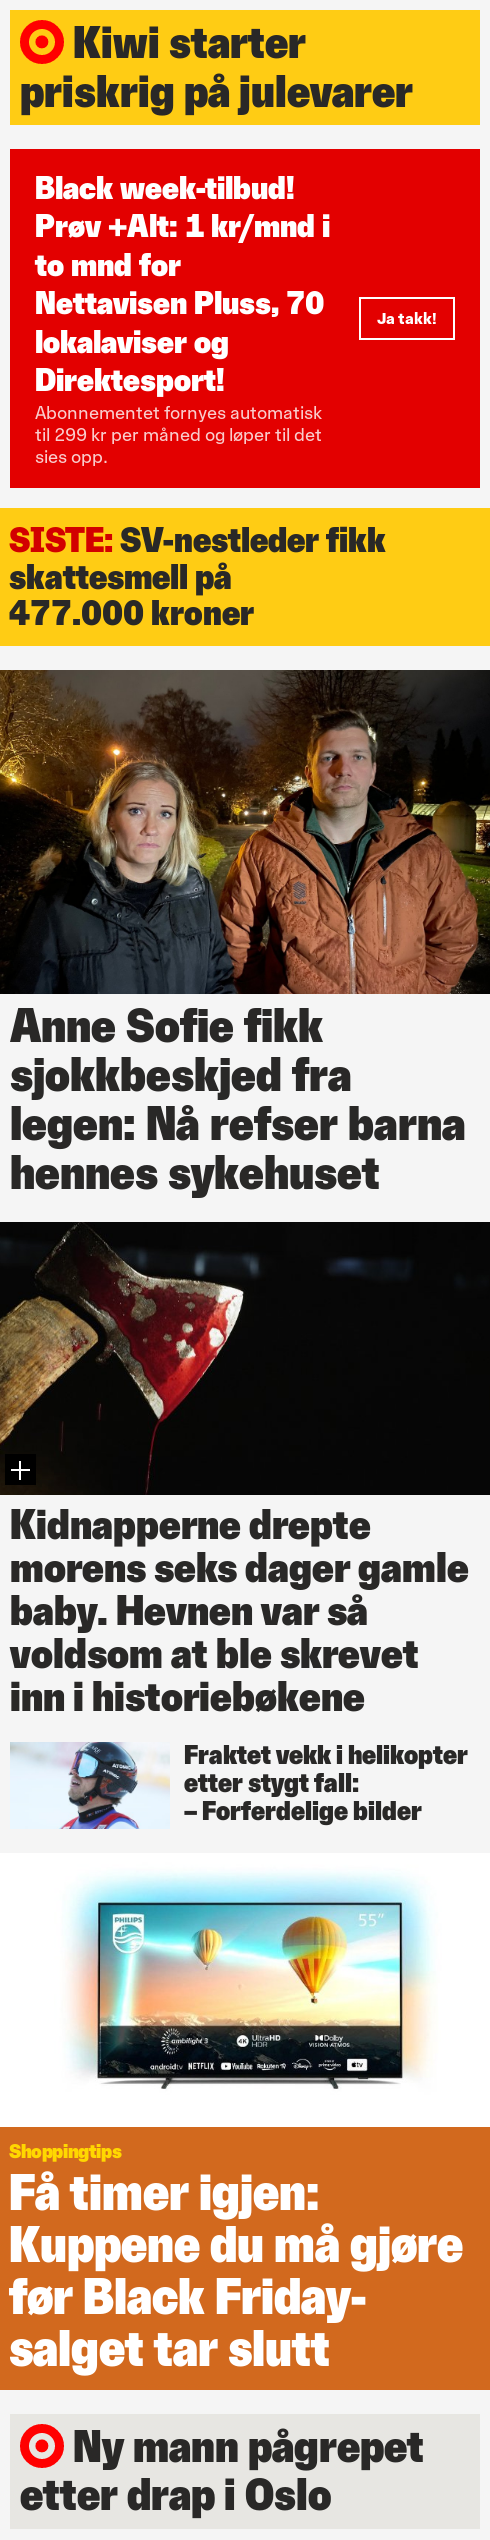 Kiwi starter
priskrig på julevarer
Black week-tilbud!
Prøv +Alt: 1 kr/mnd i
to mnd for
Nettavisen Pluss, 70
lokalaviser og
Direktesport!
Ja takk!
Abonnementet fornyes automatisk
til 299 kr per måned og løper til det
sies opp.
SISTE: SV-nestleder fikk
skattesmell på
477.000 kroner
Anne Sofie fikk
sjokkbeskjed fra
legen: Nå refser barna
hennes sykehuset
Kidnapperne drepte
morens seks dager gamle
baby. Hevnen var så
voldsom at ble skrevet
inn i historiebøkene
Fraktet vekk i helikopter
etter stygt fall:
– Forferdelige bilder
ATOMIC
ATOMIC
PHILIPS
55"
ambilight 3
4K UltraHD
HDR
Dolby
VISION·ATMOS
androidtv NETFLIX YouTube Rakuten TV Disney+ prime video tv
Shoppingtips
Få timer igjen:
Kuppene du må gjøre
før Black Friday-
salget tar slutt
Ny mann pågrepet
etter drap i Oslo